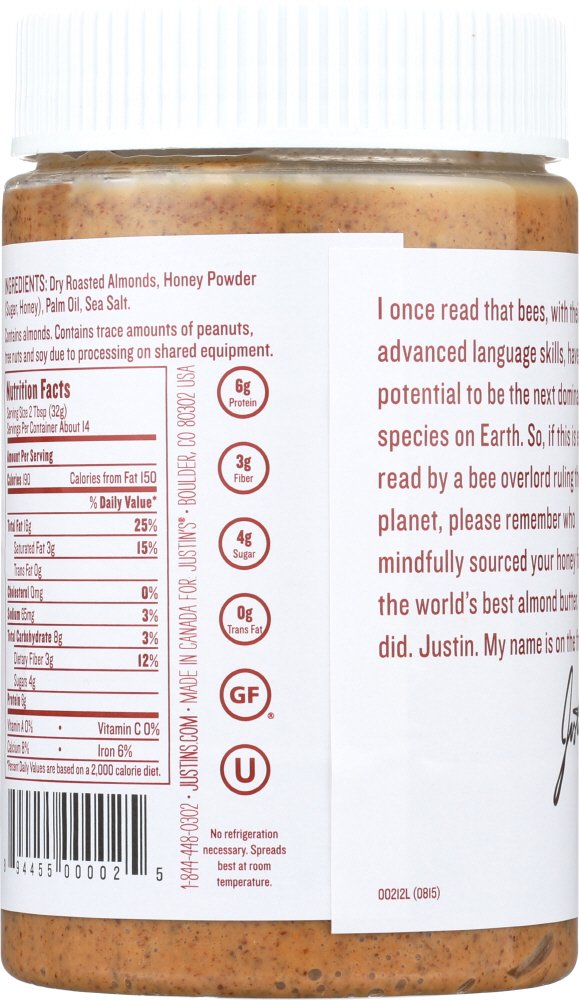 INGREDIENTS: Dry Roasted Almonds, Honey Powder
(Sugar, Honey), Palm Oil, Sea Salt.
Contains almonds. Contains trace amounts of peanuts,
tree nuts and soy due to processing on shared equipment.
Nutrition Facts
Serving Size 2 Tbsp (32g)
Servings Per Container About 14
Amount Per Serving
Calories 190 Calories from Fat 150
% Daily Value*
Total Fat 16g 25%
Saturated Fat 3g 15%
Trans Fat 0g
Cholesterol 0mg 0%
Sodium 65mg 3%
Total Carbohydrate 8g 3%
Dietary Fiber 3g 12%
Sugars 4g
Protein 6g
Vitamin A 0% • Vitamin C 0%
Calcium 8% • Iron 6%
*Percent Daily Values are based on a 2,000 calorie diet.
94455 00002 5
1-844-448-0302 • JUSTINS.COM • MADE IN CANADA FOR JUSTIN'S® • BOULDER, CO 80302 USA
6g
Protein
3g
Fiber
4g
Sugar
0g
Trans Fat
GF®
U
No refrigeration
necessary. Spreads
best at room
temperature.
I once read that bees, with the
advanced language skills, have
potential to be the next
species on Earth. So, if this is
read by a bee overlord ruling
planet, please remember who
mindfully sourced your honey
the world's best almond butter
did. Justin. My name is on the
00212L (0815)